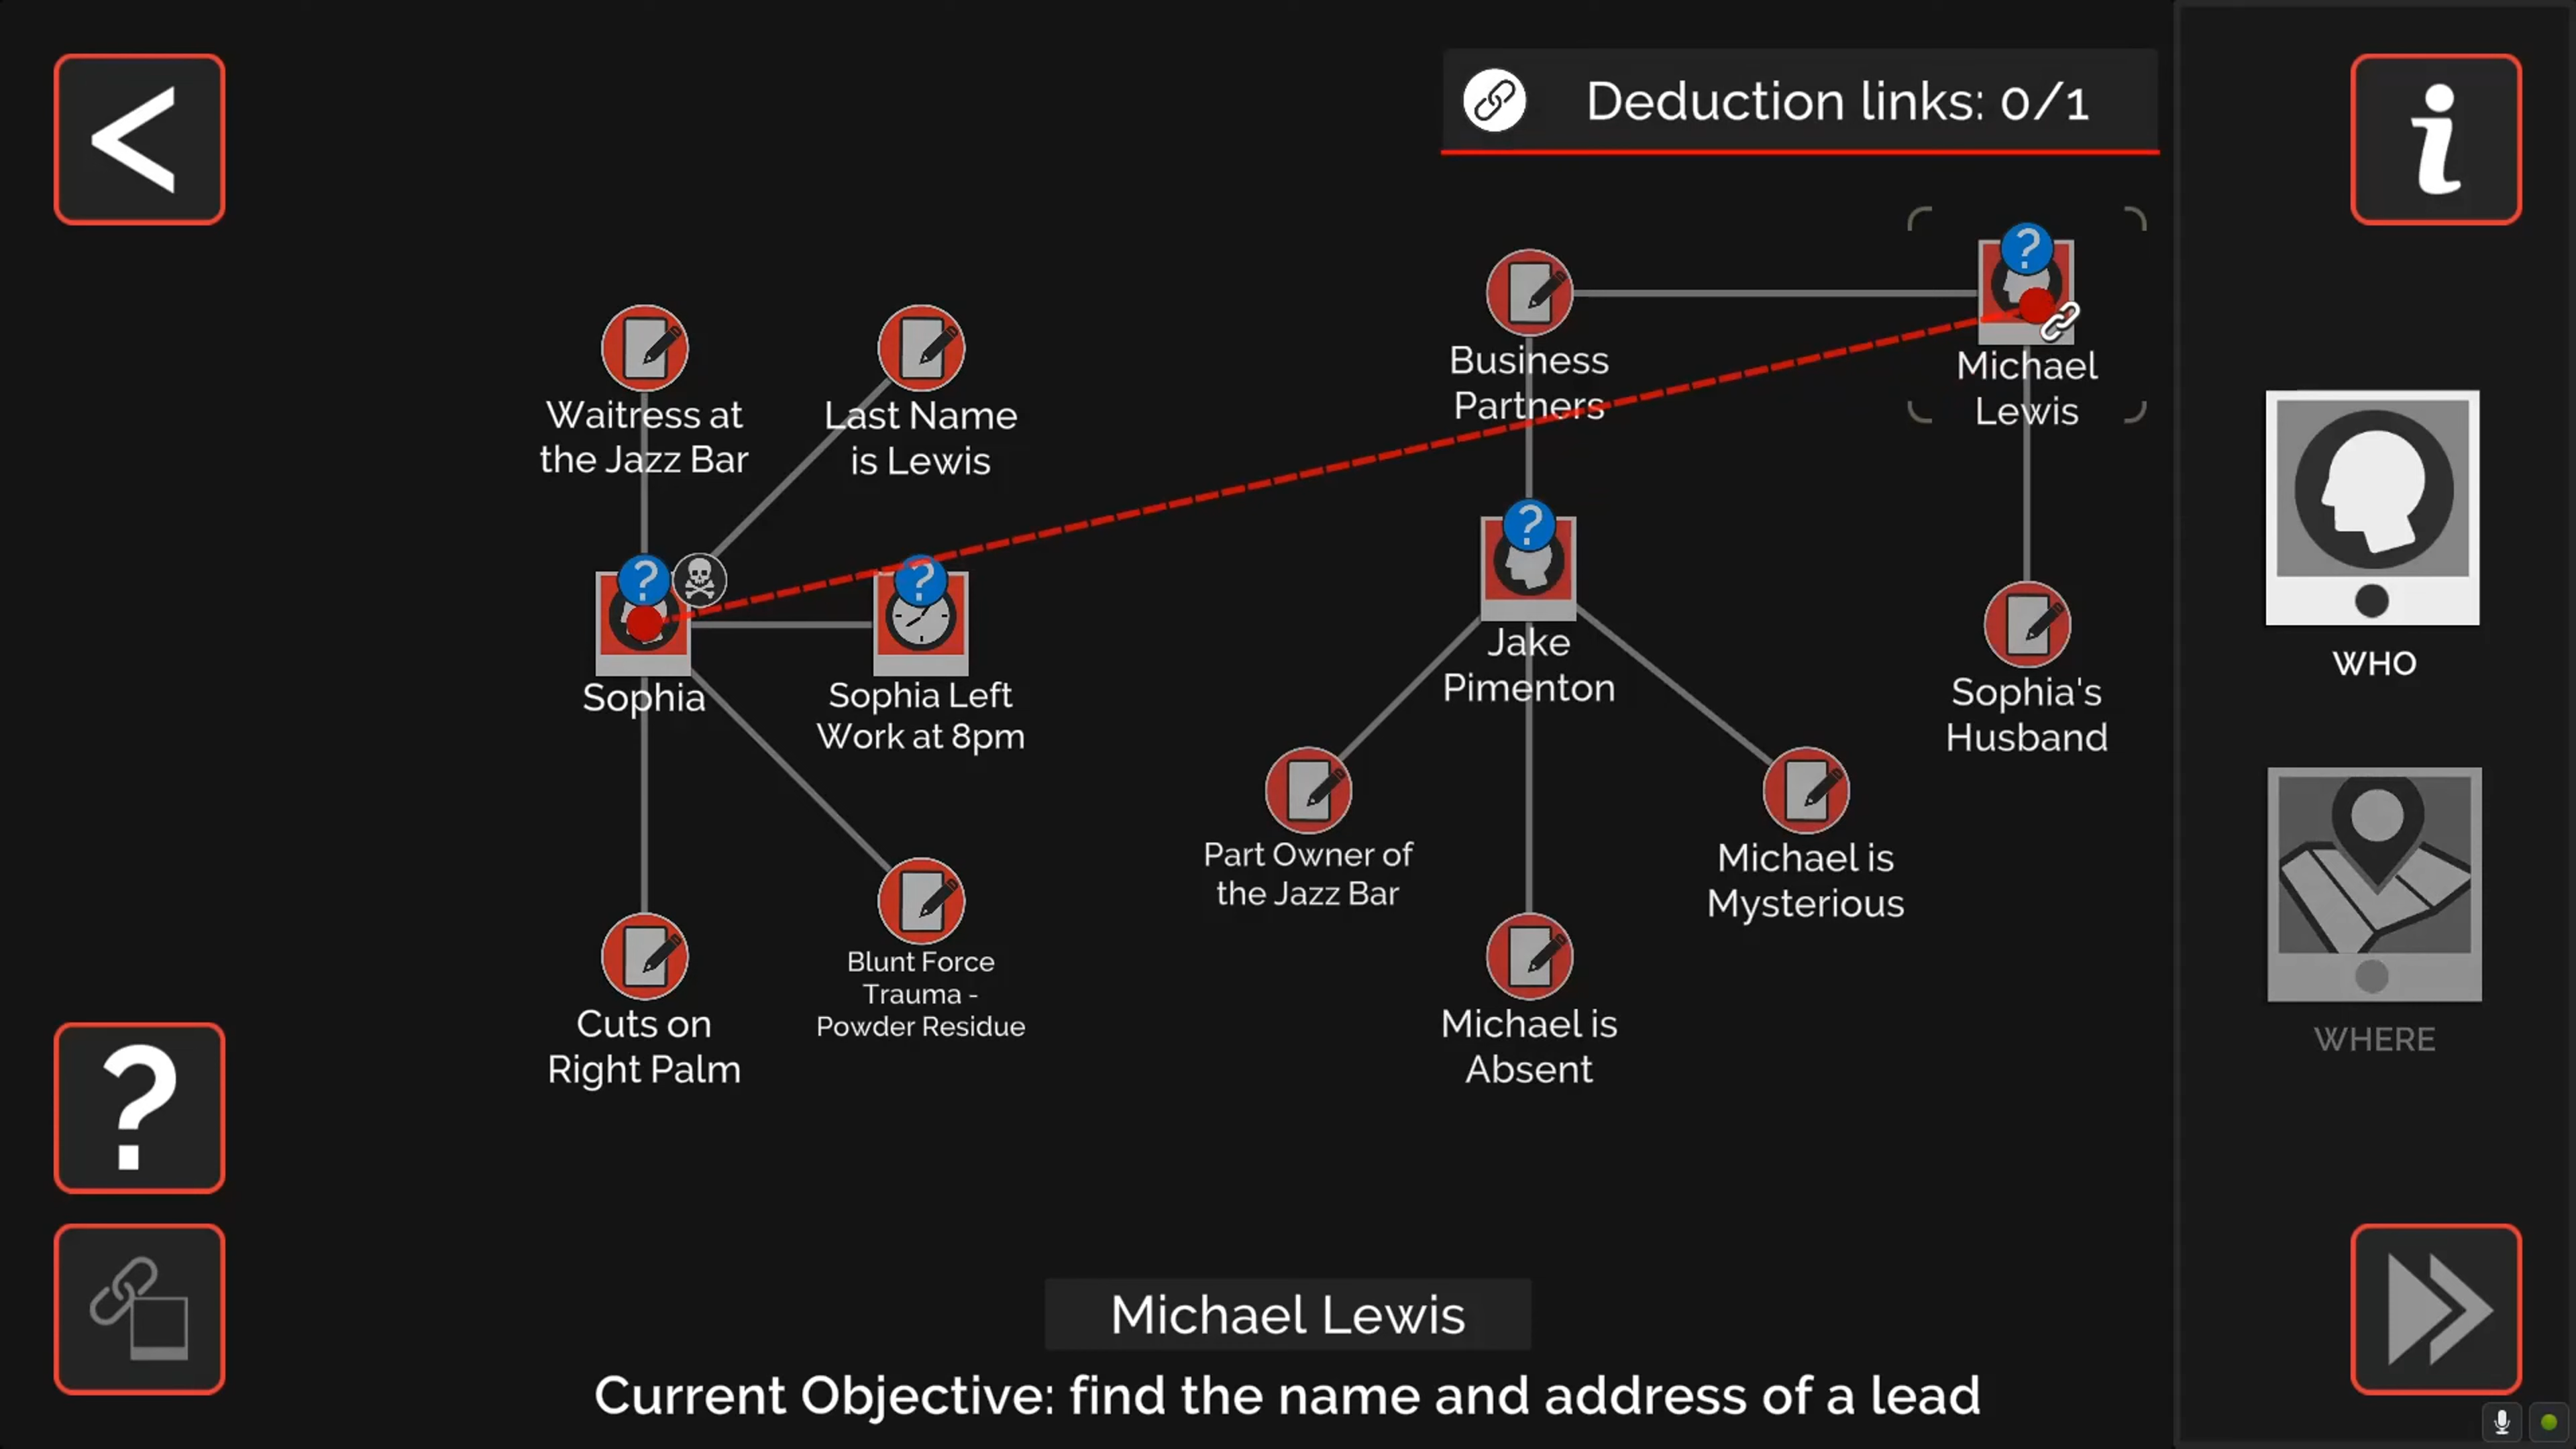 Deduction links: 0/1
Waitress at
the Jazz Bar
Last Name
is Lewis
Business
Partners
Michael
Lewis
Sophia
Sophia Left
Work at 8pm
Jake
Pimenton
Sophia's
Husband
WHO
Part Owner of
the Jazz Bar
Michael is
Mysterious
Cuts on
Right Palm
Blunt Force
Trauma -
Powder Residue
Michael is
Absent
WHERE
Michael Lewis
Current Objective: find the name and address of a lead